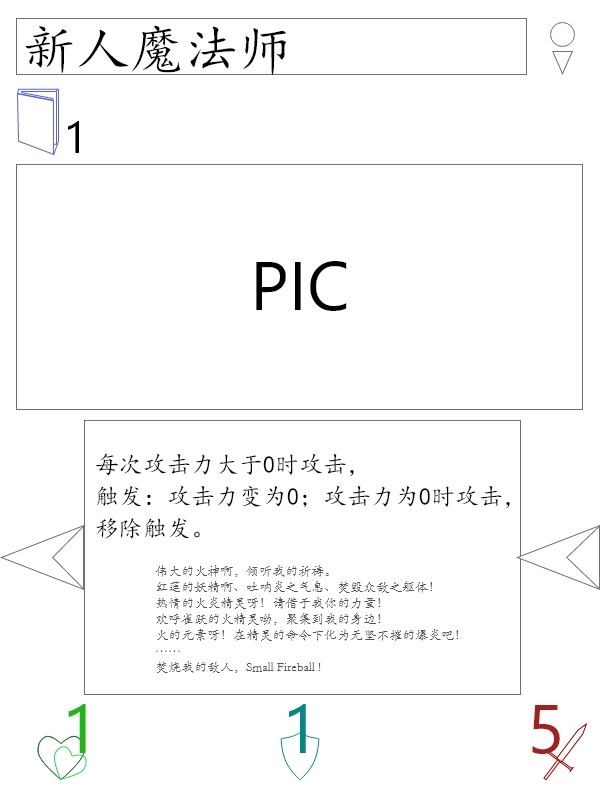 新人魔法师
1
PIC
每次攻击力大于0时攻击，
触发：攻击力变为0；攻击力为0时攻击，
移除触发。
伟大的火神啊，倾听我的祈祷。
红莲的妖精啊、吐呐炎之气息、焚毁众敌之躯体！
热情的火炎精灵呀！请借于我你的力量！
欢呼雀跃的火精灵呦，聚集到我的身边！
火的元素呀！在精灵的命令下化为无坚不摧的爆炎吧！
……
焚烧我的敌人，Small Fireball！
1
1
5